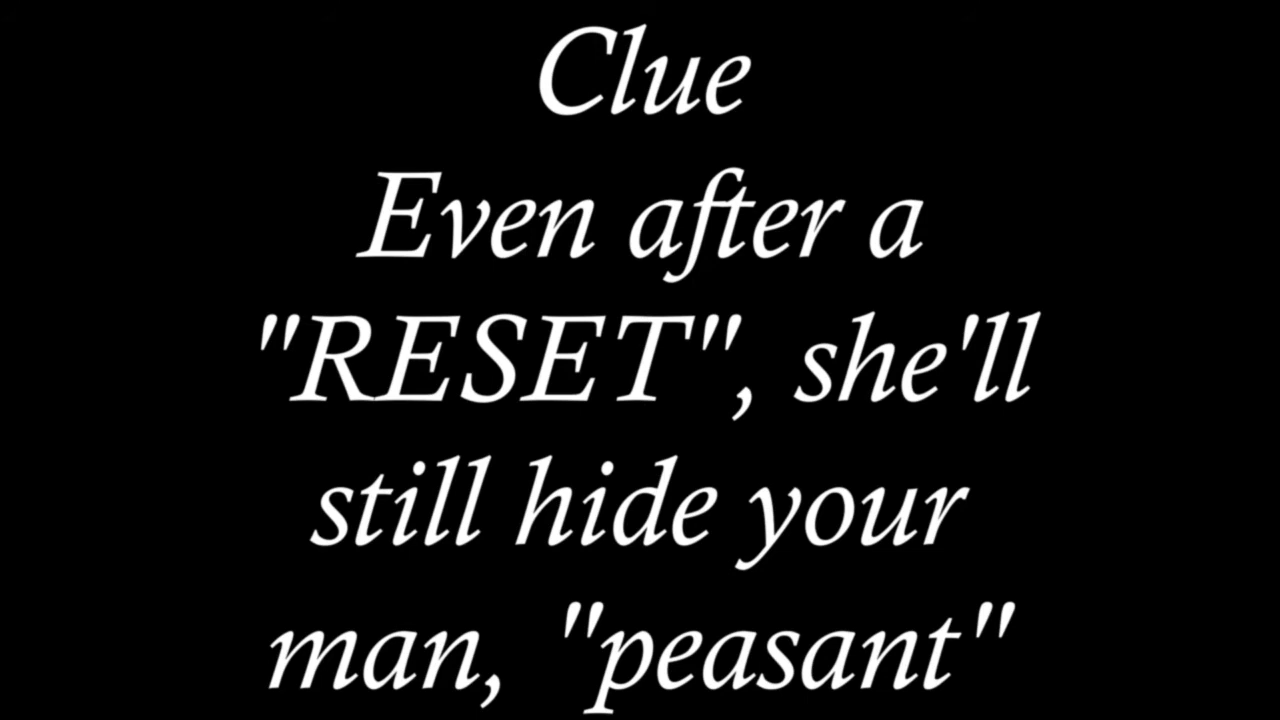 Clue
Even after a
"RESET", she'll
still hide your
man, "peasant"